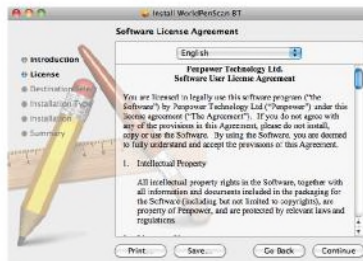 Install WorldPenScan BT
Software License Agreement
English
Introduction
License
Destination Select
Installation Type
Installation
Summary
Penpower Technology Ltd.
Software User License Agreement
You are licensed to legally use this software program ("the
Software") by Penpower Technology Ltd ("Penpower") under this
license agreement ("The Agreement"). If you do not agree with
any of the provisions in this Agreement, please do not install,
copy or use the Software. By using the Software, you are deemed
to fully understand and accept the provisions of this Agreement.
1. Intellectual Property
All intellectual property rights in the Software, together with
all information and documents included in the packaging for
the Software (including but not limited to copyrights), are
property of Penpower, and are protected by relevant laws and
regulations.
Print...
Save...
Go Back
Continue